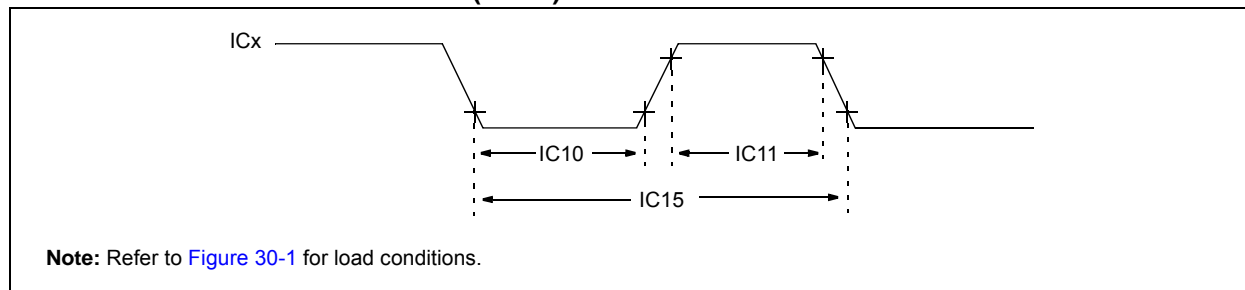 ICx
IC10
IC11
IC15
Note: Refer to Figure 30-1 for load conditions.